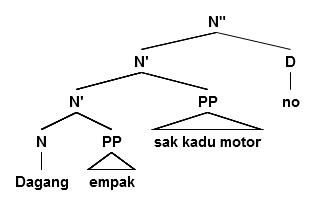 N"
N' D
N' PP no
N PP sak kadu motor
Dagang empak